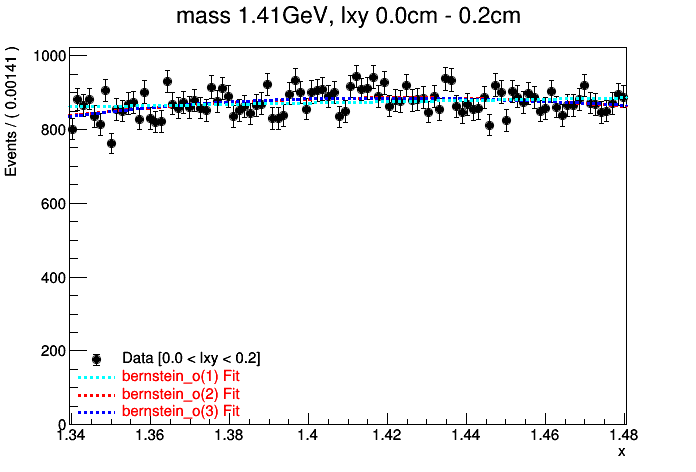 mass 1.41GeV, lxy 0.0cm - 0.2cm
Events / ( 0.00141 )
1000
800
600
400
200
0
Data [0.0 < lxy < 0.2]
bernstein_o(1) Fit
bernstein_o(2) Fit
bernstein_o(3) Fit
1.34 1.36 1.38 1.4 1.42 1.44 1.46 1.48
x